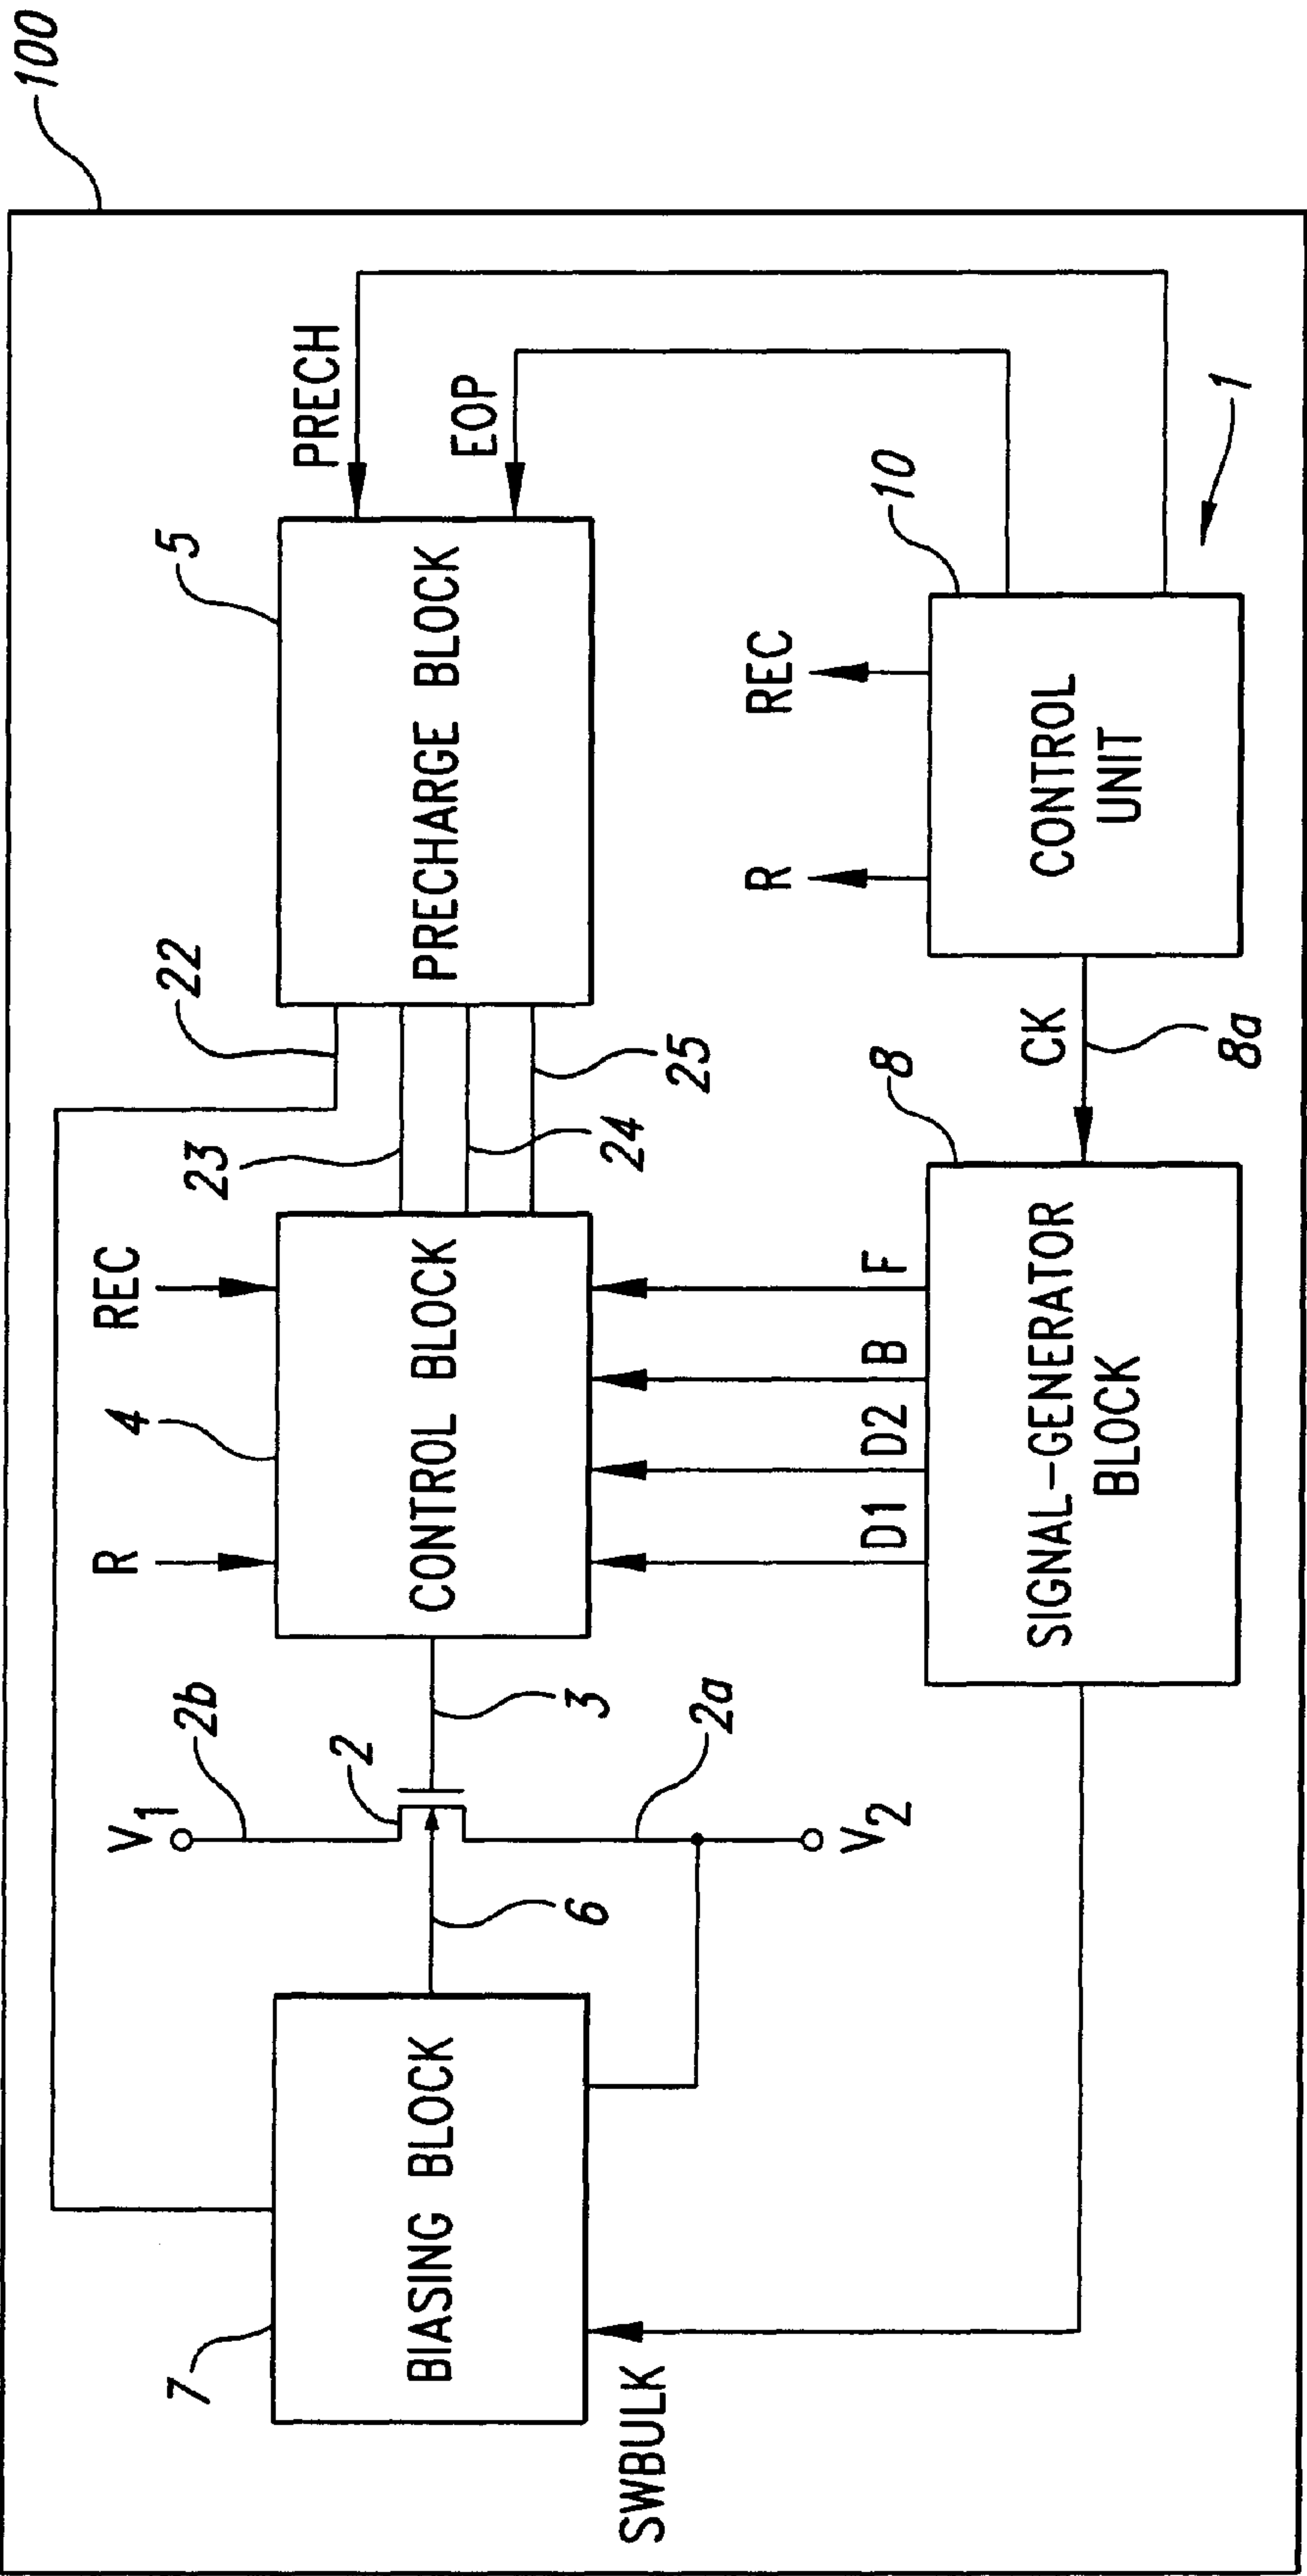 100
22
5
PRECH
EOP
R
REC
4
23
24
25
V1
2b
2
3
2a
V2
6
7
BIASING BLOCK
CONTROL BLOCK
PRECHARGE BLOCK
SWBULK
D1
D2
B
F
8
SIGNAL-GENERATOR
BLOCK
CK
8a
R
REC
10
CONTROL
UNIT
1